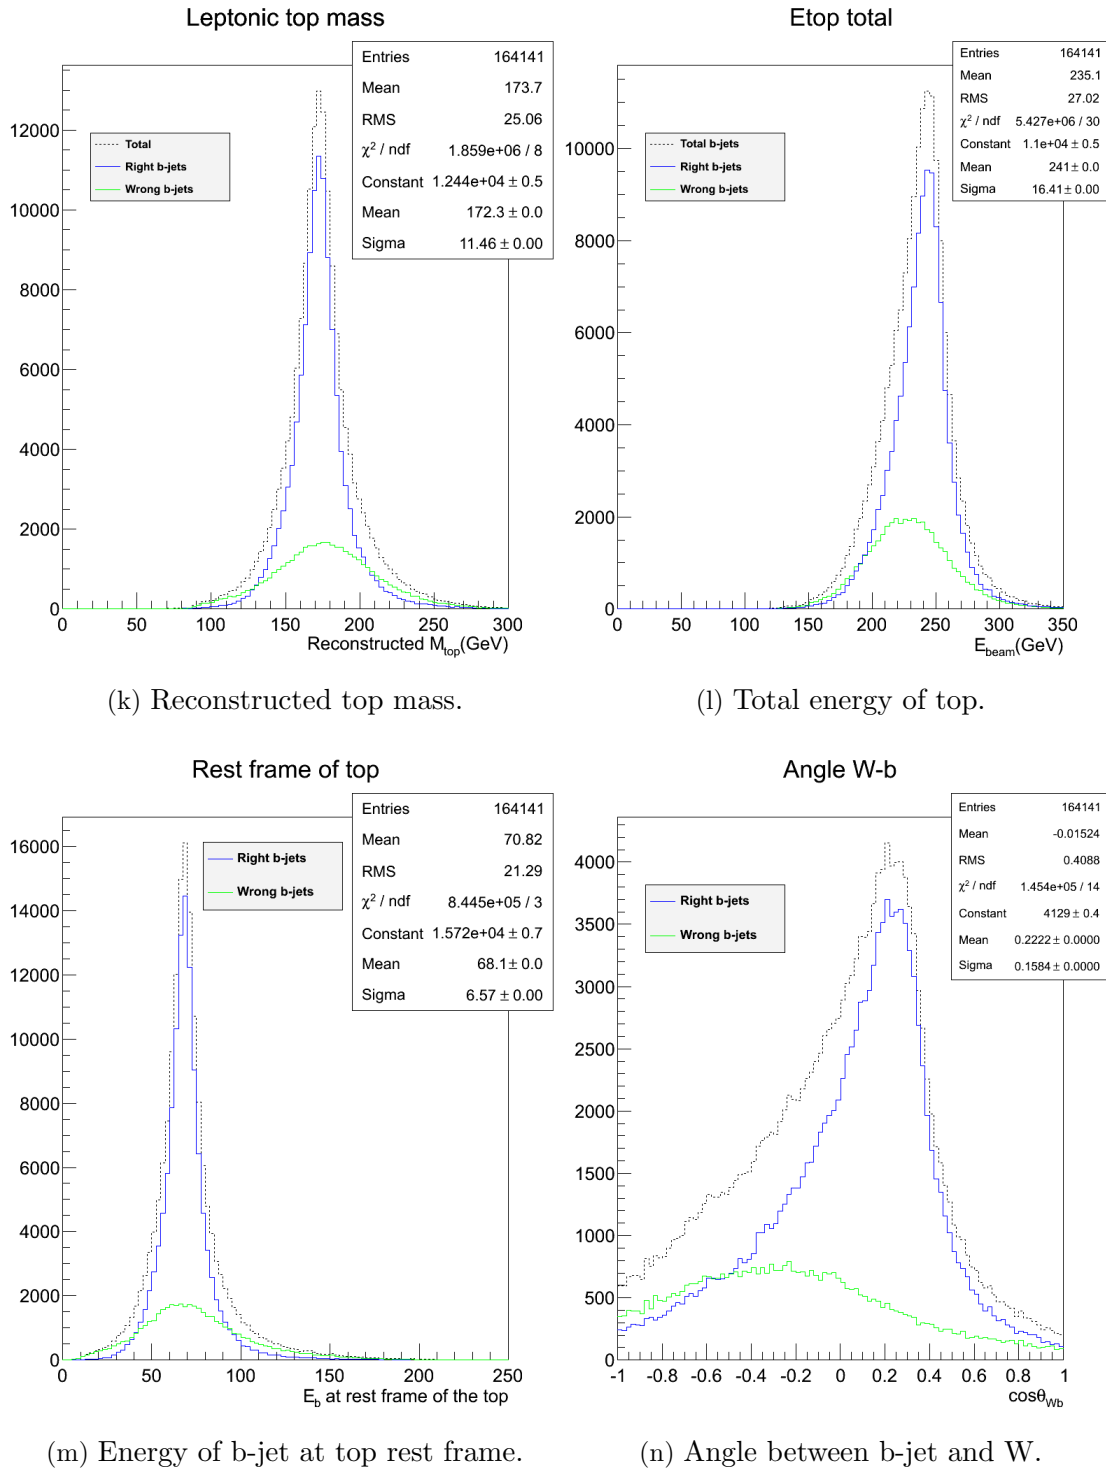 Leptonic top mass
Entries 164141
Mean 173.7
RMS 25.06
χ² / ndf 1.859e+06 / 8
Constant 1.244e+04 ± 0.5
Mean 172.3 ± 0.0
Sigma 11.46 ± 0.00
Total
Right b-jets
Wrong b-jets
12000
10000
8000
6000
4000
2000
0
0 50 100 150 200 250 300
Reconstructed M_top(GeV)
(k) Reconstructed top mass.
Etop total
Entries 164141
Mean 235.1
RMS 27.02
χ² / ndf 5.427e+06 / 30
Constant 1.1e+04 ± 0.5
Mean 241 ± 0.0
Sigma 16.41 ± 0.00
Total b-jets
Right b-jets
Wrong b-jets
10000
8000
6000
4000
2000
0
0 50 100 150 200 250 300 350
E_beam(GeV)
(l) Total energy of top.
Rest frame of top
Entries 164141
Mean 70.82
RMS 21.29
χ² / ndf 8.445e+05 / 3
Constant 1.572e+04 ± 0.7
Mean 68.1 ± 0.0
Sigma 6.57 ± 0.00
Right b-jets
Wrong b-jets
16000
14000
12000
10000
8000
6000
4000
2000
0
0 50 100 150 200 250
E_b at rest frame of the top
(m) Energy of b-jet at top rest frame.
Angle W-b
Entries 164141
Mean -0.01524
RMS 0.4088
χ² / ndf 1.454e+05 / 14
Constant 4129 ± 0.4
Mean 0.2222 ± 0.0000
Sigma 0.1584 ± 0.0000
Right b-jets
Wrong b-jets
4000
3500
3000
2500
2000
1500
1000
500
0
-1 -0.8 -0.6 -0.4 -0.2 0 0.2 0.4 0.6 0.8 1
cosθ_Wb
(n) Angle between b-jet and W.